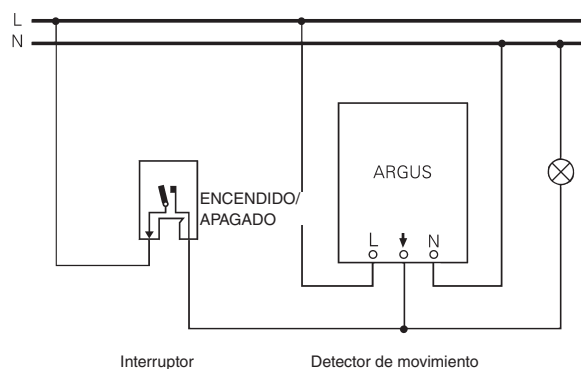 L
N
ARGUS
ENCENDIDO/
APAGADO
L N
Interruptor Detector de movimiento